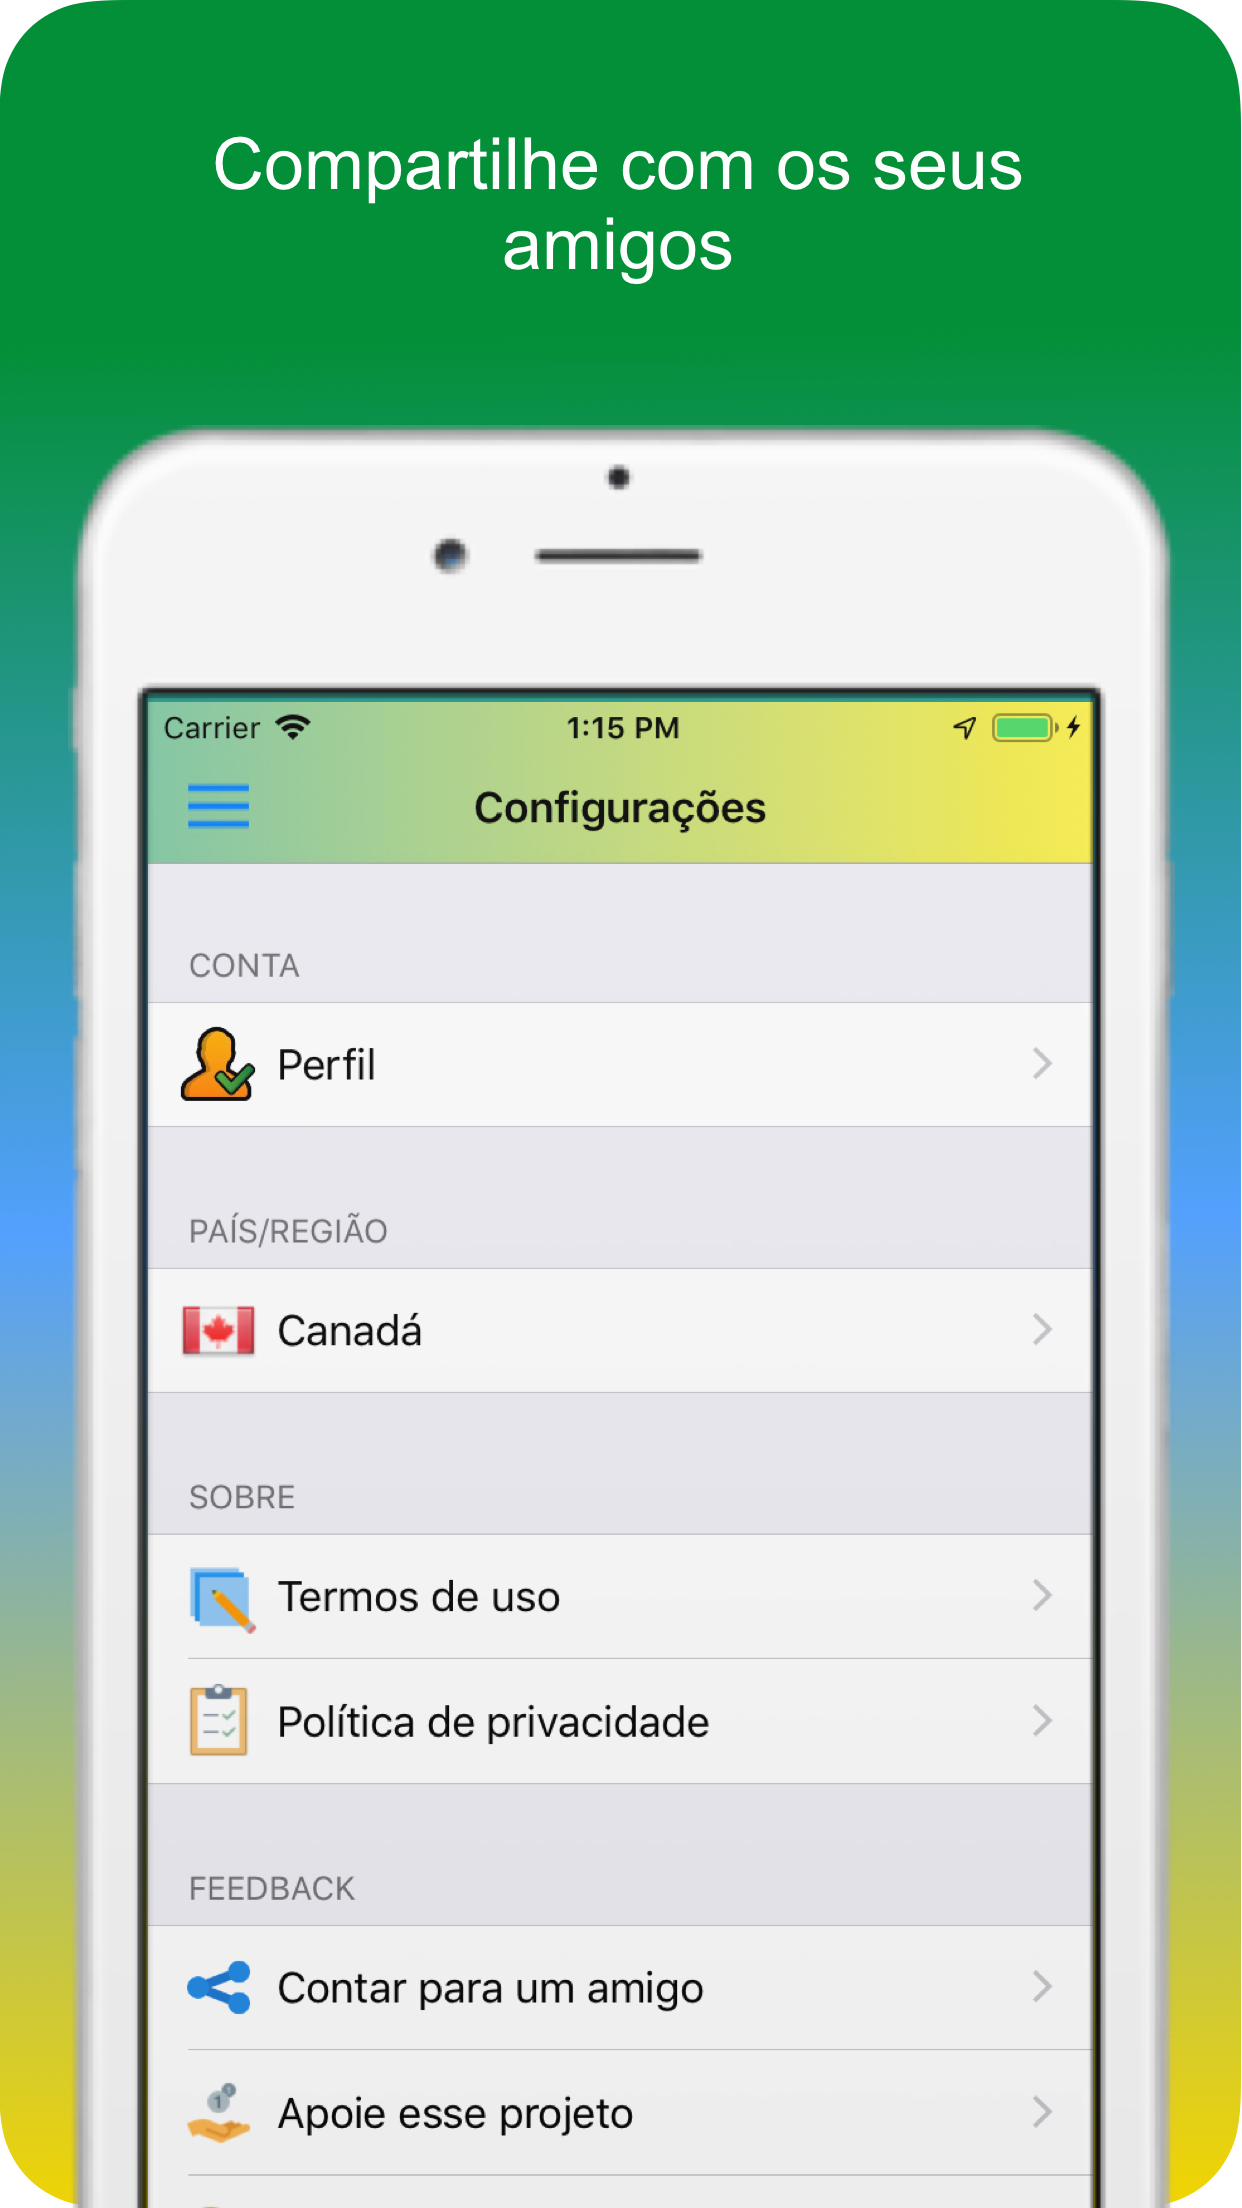 Compartilhe com os seus
amigos
Carrier 1:15 PM
Configurações
CONTA
Perfil
PAÍS/REGIÃO
Canadá
SOBRE
Termos de uso
Política de privacidade
FEEDBACK
Contar para um amigo
Apoie esse projeto